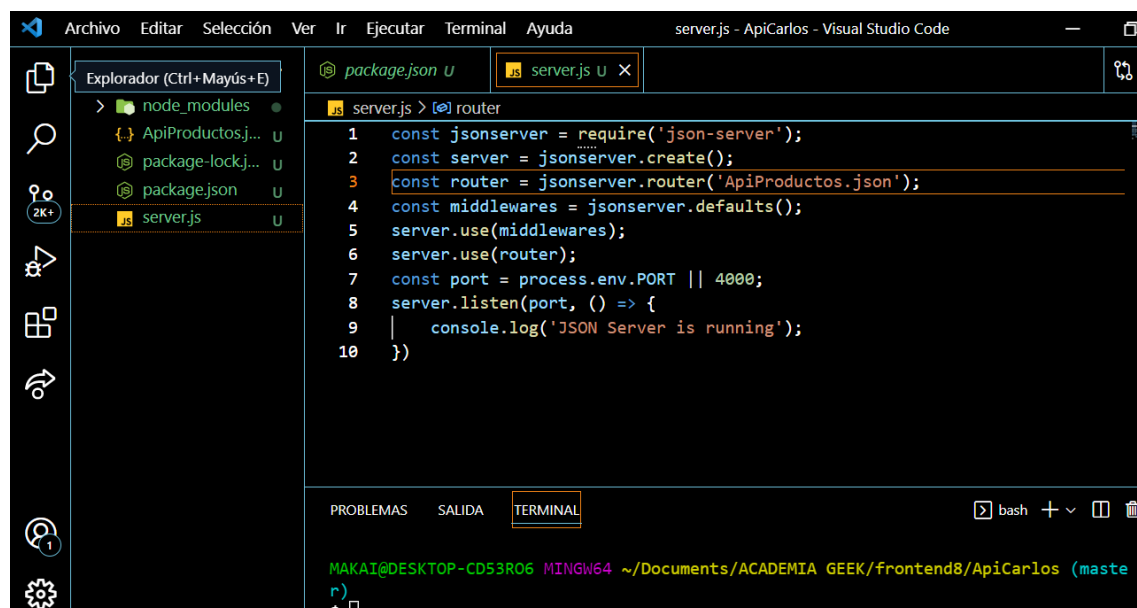 Archivo Editar Selección Ver Ir Ejecutar Terminal Ayuda server.js - ApiCarlos - Visual Studio Code
Explorador (Ctrl+Mayús+E)
node_modules
ApiProductos.j... U
package-lock.j... U
package.json U
server.js U
2K+
1
package.json U
JS server.js U
JS server.js > router
1 const jsonserver = require('json-server');
2 const server = jsonserver.create();
3 const router = jsonserver.router('ApiProductos.json');
4 const middlewares = jsonserver.defaults();
5 server.use(middlewares);
6 server.use(router);
7 const port = process.env.PORT || 4000;
8 server.listen(port, () => {
9 console.log('JSON Server is running');
10 })
PROBLEMAS SALIDA TERMINAL
bash
MAKAI@DESKTOP-CD53RO6 MINGW64 ~/Documents/ACADEMIA GEEK/frontend8/ApiCarlos (maste
r)